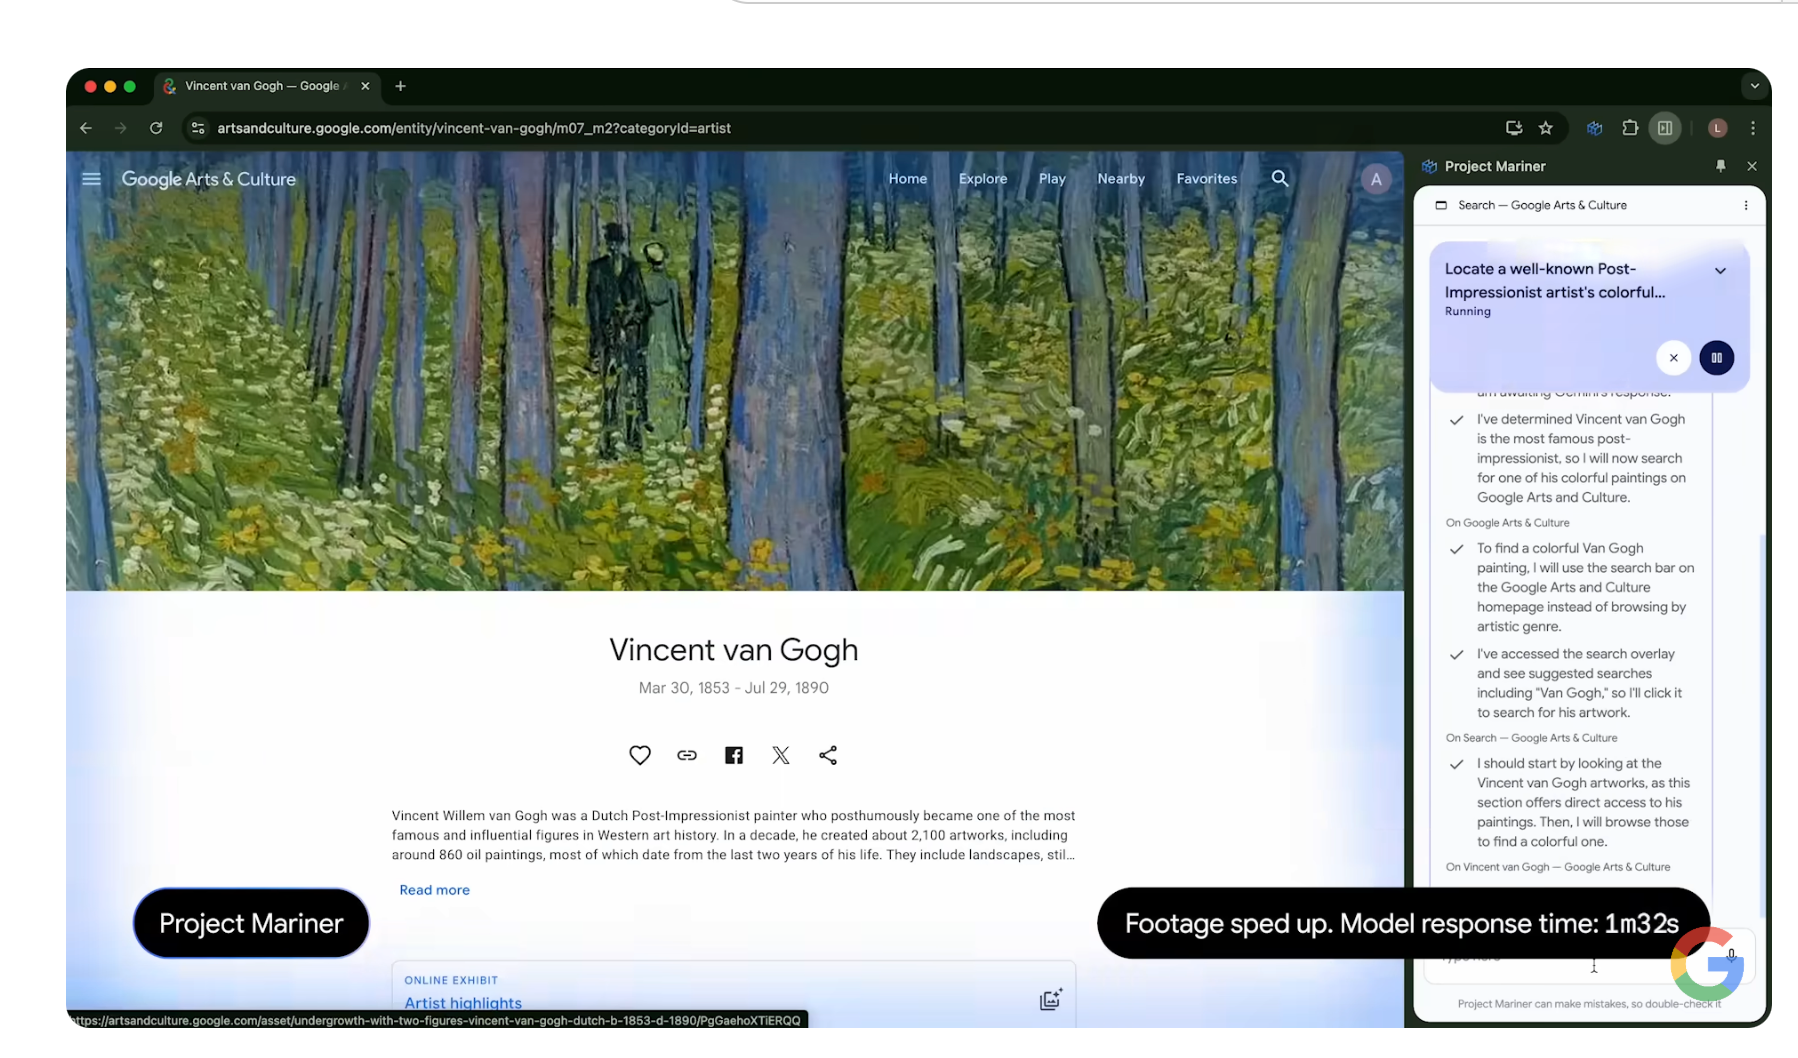 Vincent van Gogh — Google
artsandculture.google.com/entity/vincent-van-gogh/m07_m2?categoryId=artist
L
Google Arts & Culture
Home
Explore
Play
Nearby
Favorites
A
Vincent van Gogh
Mar 30, 1853 - Jul 29, 1890
Vincent Willem van Gogh was a Dutch Post-Impressionist painter who posthumously became one of the most
famous and influential figures in Western art history. In a decade, he created about 2,100 artworks, including
around 860 oil paintings, most of which date from the last two years of his life. They include landscapes, stil...
Read more
ONLINE EXHIBIT
Artist highlights
https://artsandculture.google.com/asset/undergrowth-with-two-figures-vincent-van-gogh-dutch-b-1853-d-1890/PgGaehoXTiERQQ
Project Mariner
Project Mariner
Search — Google Arts & Culture
Locate a well-known Post-
Impressionist artist's colorful...
Running
am awaiting Gemini's response.
I've determined Vincent van Gogh
is the most famous post-
impressionist, so I will now search
for one of his colorful paintings on
Google Arts and Culture.
On Google Arts & Culture
To find a colorful Van Gogh
painting, I will use the search bar on
the Google Arts and Culture
homepage instead of browsing by
artistic genre.
I've accessed the search overlay
and see suggested searches
including "Van Gogh," so I'll click it
to search for his artwork.
On Search — Google Arts & Culture
I should start by looking at the
Vincent van Gogh artworks, as this
section offers direct access to his
paintings. Then, I will browse those
to find a colorful one.
On Vincent van Gogh — Google Arts & Culture
Footage sped up. Model response time: 1m32s
Type here
Project Mariner can make mistakes, so double-check it